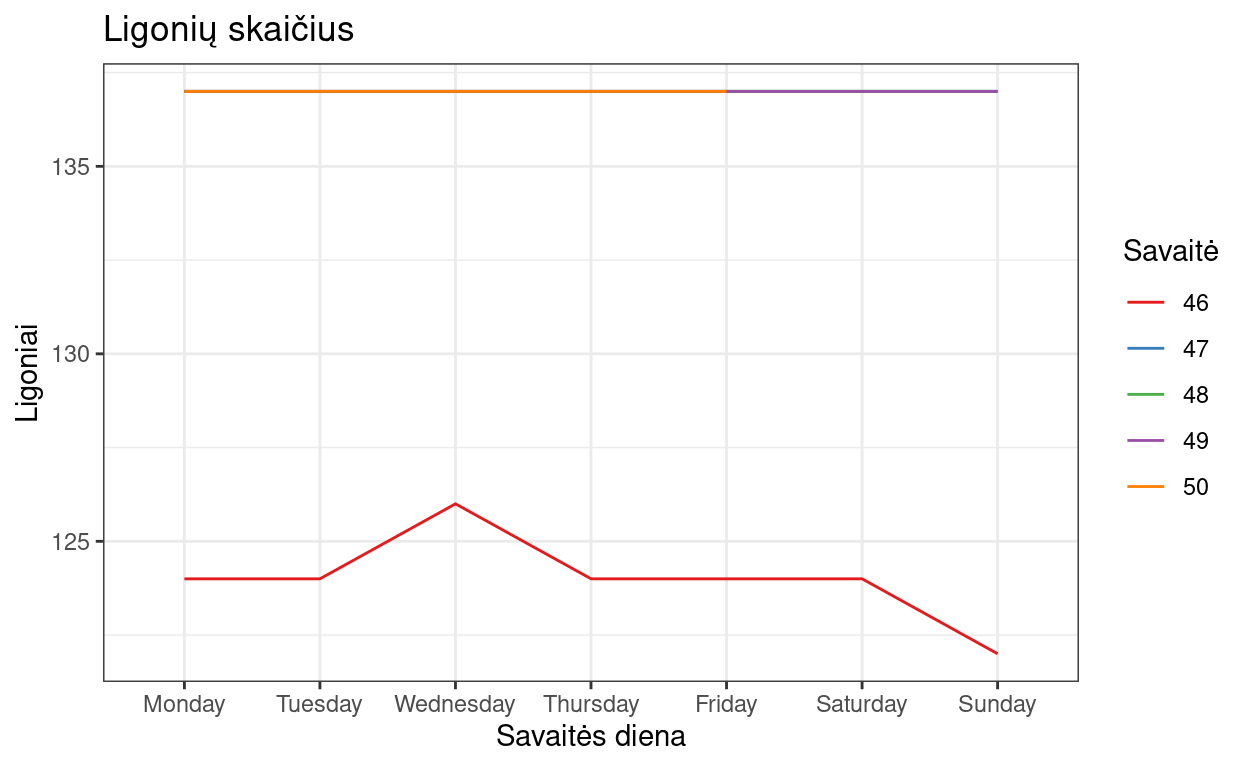 Ligonių skaičius
Ligoniai
135
130
125
Monday Tuesday Wednesday Thursday Friday Saturday Sunday
Savaitės diena
Savaitė
46
47
48
49
50